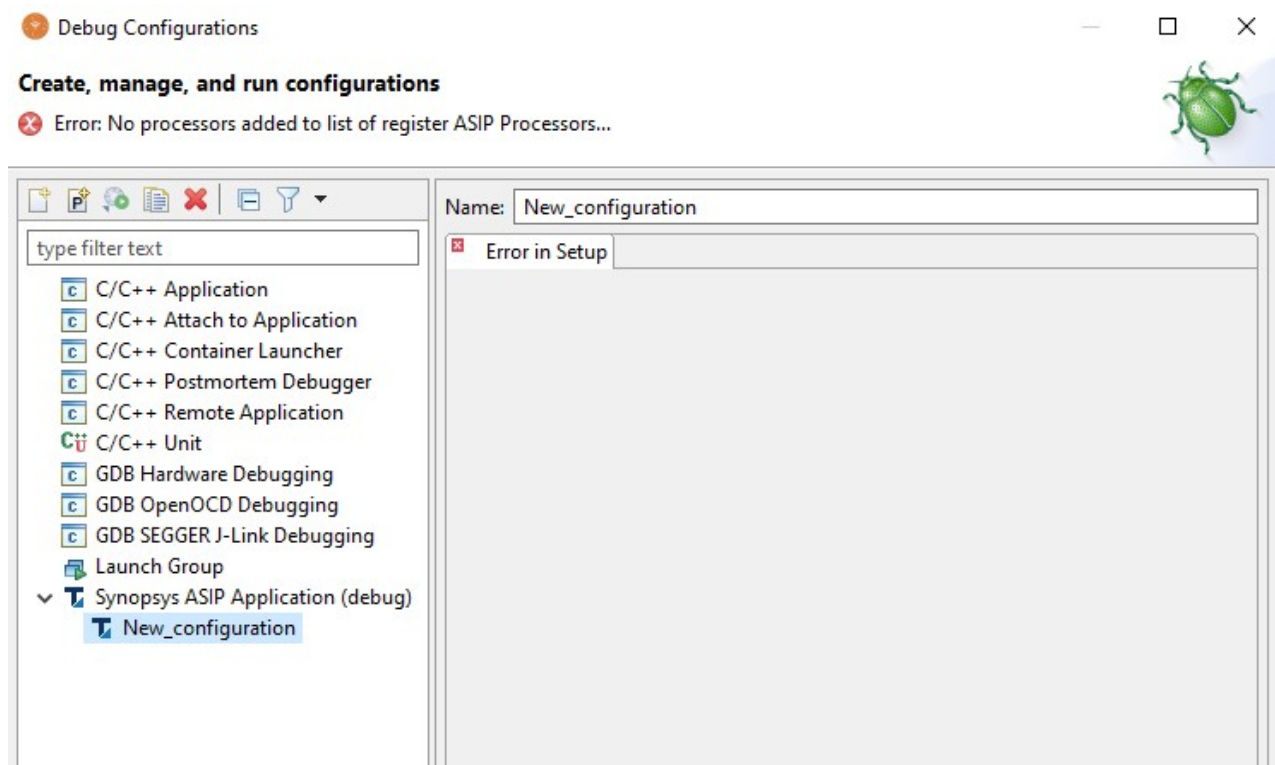 Debug Configurations
Create, manage, and run configurations
Error: No processors added to list of register ASIP Processors...
Name: New_configuration
type filter text
Error in Setup
C/C++ Application
C/C++ Attach to Application
C/C++ Container Launcher
C/C++ Postmortem Debugger
C/C++ Remote Application
C/C++ Unit
GDB Hardware Debugging
GDB OpenOCD Debugging
GDB SEGGER J-Link Debugging
Launch Group
Synopsys ASIP Application (debug)
New_configuration